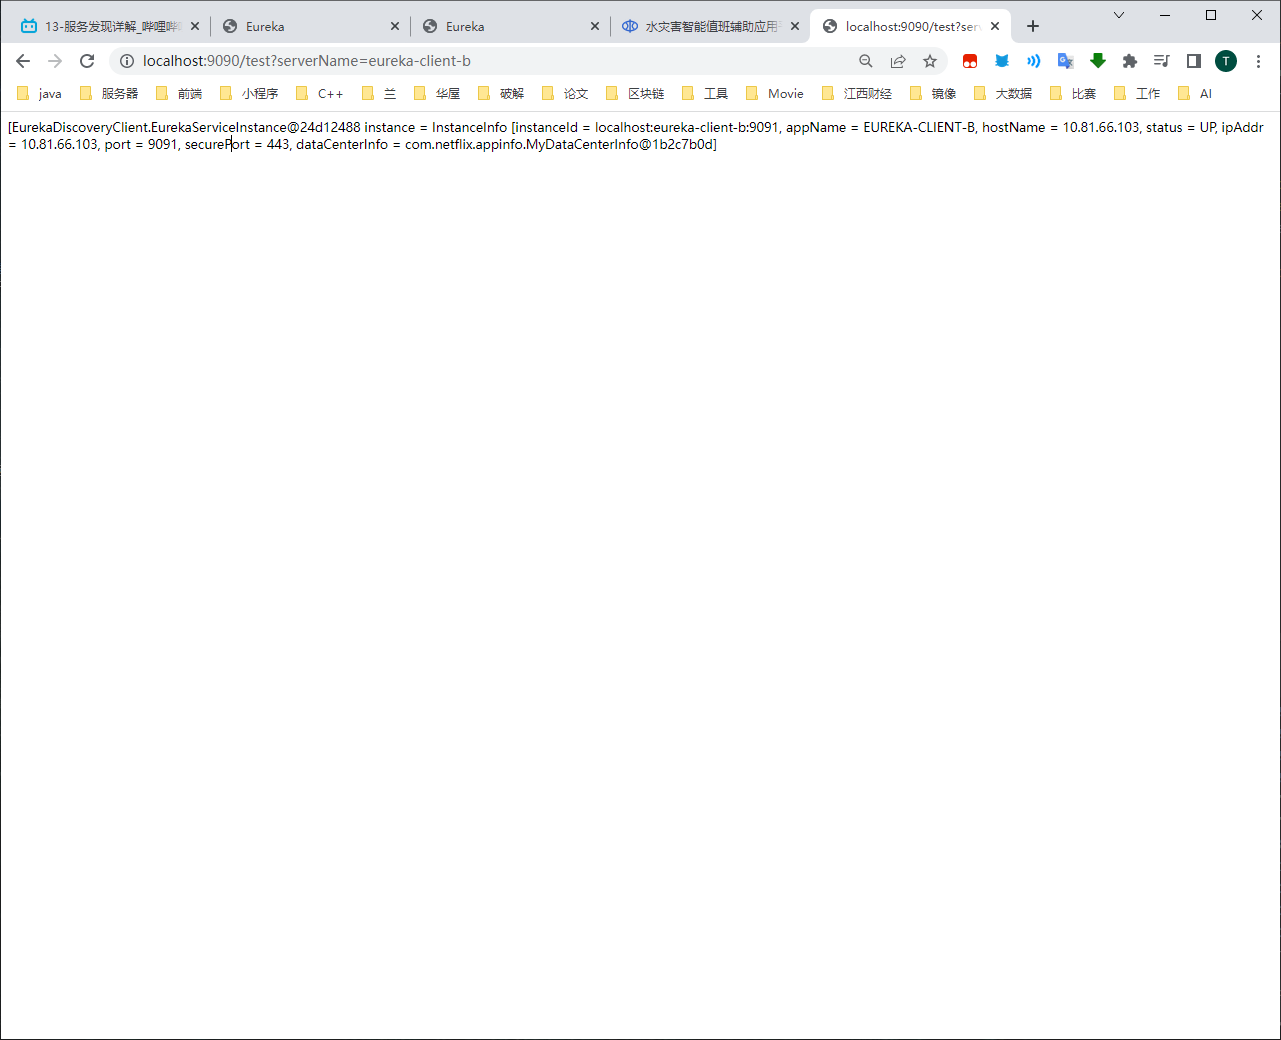 13-服务发现详解_哔哩哔
Eureka
Eureka
水灾害智能值班辅助应用
localhost:9090/test?ser
localhost:9090/test?serverName=eureka-client-b
T
java
服务器
前端
小程序
C++
兰
华屋
破解
论文
区块链
工具
Movie
江西财经
镜像
大数据
比赛
工作
AI
[EurekaDiscoveryClient.EurekaServiceInstance@24d12488 instance = InstanceInfo [instanceId = localhost:eureka-client-b:9091, appName = EUREKA-CLIENT-B, hostName = 10.81.66.103, status = UP, ipAddr
= 10.81.66.103, port = 9091, securePort = 443, dataCenterInfo = com.netflix.appinfo.MyDataCenterInfo@1b2c7b0d]